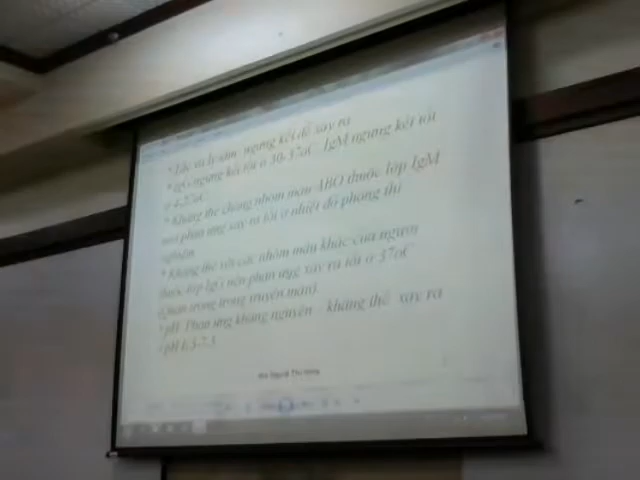 ngưng kết dễ xảy ra
* IgG ngưng kết tốt ở 30-37oC IgM ngưng kết tốt
ở 4-27oC
* Kháng thể chống nhóm máu ABO thuộc lớp IgM
nên phản ứng xảy ra tốt ở nhiệt độ phòng thí
nghiệm
* Kháng thể với các nhóm máu khác của người
thuộc lớp IgG nên phản ứng xảy ra tốt ở 37oC
(Quan trọng trong truyền máu)
* pH: Phản ứng kháng nguyên – kháng thể xảy ra
ở pH 6,5-7,5